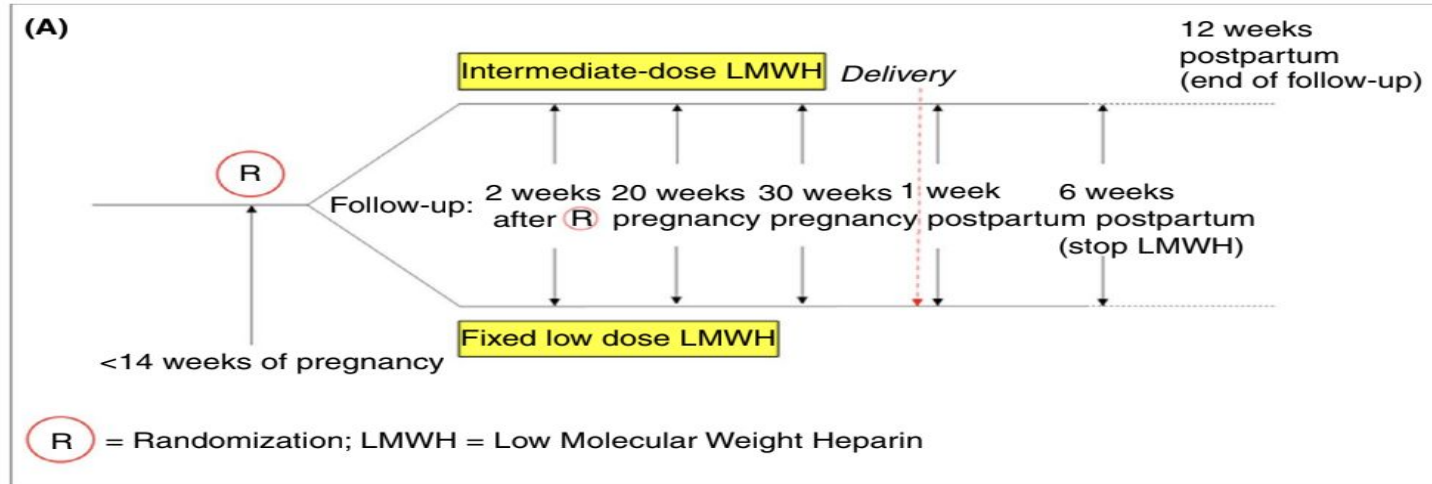 (A)
12 weeks
postpartum
(end of follow-up)
Intermediate-dose LMWH
Delivery
R
Follow-up:
2 weeks
after R
20 weeks
pregnancy
30 weeks
pregnancy
1 week
postpartum
6 weeks
postpartum
(stop LMWH)
Fixed low dose LMWH
<14 weeks of pregnancy
R = Randomization; LMWH = Low Molecular Weight Heparin